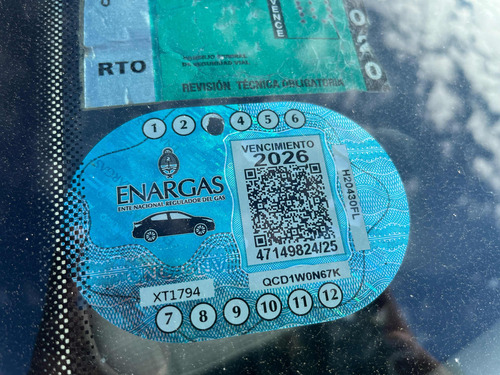 VENCE
RTO
REVISIÓN TÉCNICA OBLIGATORIA
1 2 4 5 6
VENCIMIENTO
2026
ENARGAS
ENTE NACIONAL REGULADOR DEL GAS
H20430FL
47149824/25
QCD1W0N67K
XT1794
7 8 9 10 11 12